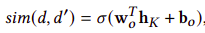 sim(d, d′) = σ(w_o^T h_K + b_o),